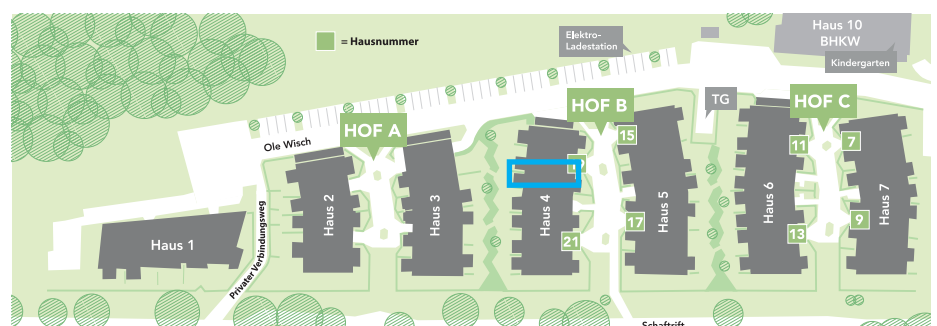 Haus 10
BHKW
Elektro-
Ladestation
= Hausnummer
Kindergarten
TG
HOF A
HOF B
HOF C
15
11
7
Ole Wisch
Haus 1
Haus 2
Haus 3
Haus 4
Haus 5
Haus 6
Haus 7
17
21
13
9
Privater Verbindungsweg
Schaftrift